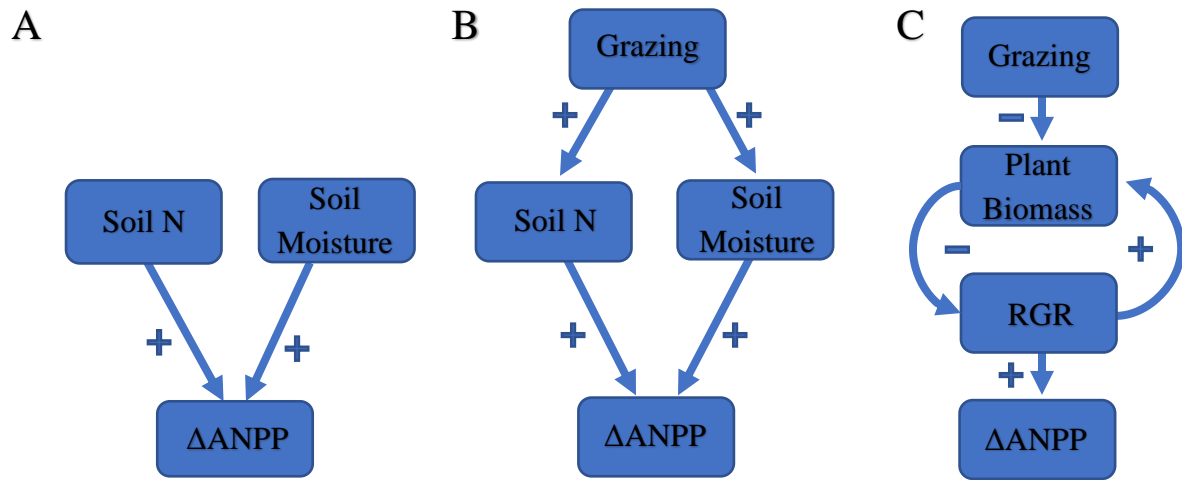 A
Soil N
Soil
Moisture
+
+
ΔANPP
B
Grazing
+
+
Soil N
Soil
Moisture
+
+
ΔANPP
C
Grazing
−
Plant
Biomass
−
+
RGR
+
ΔANPP